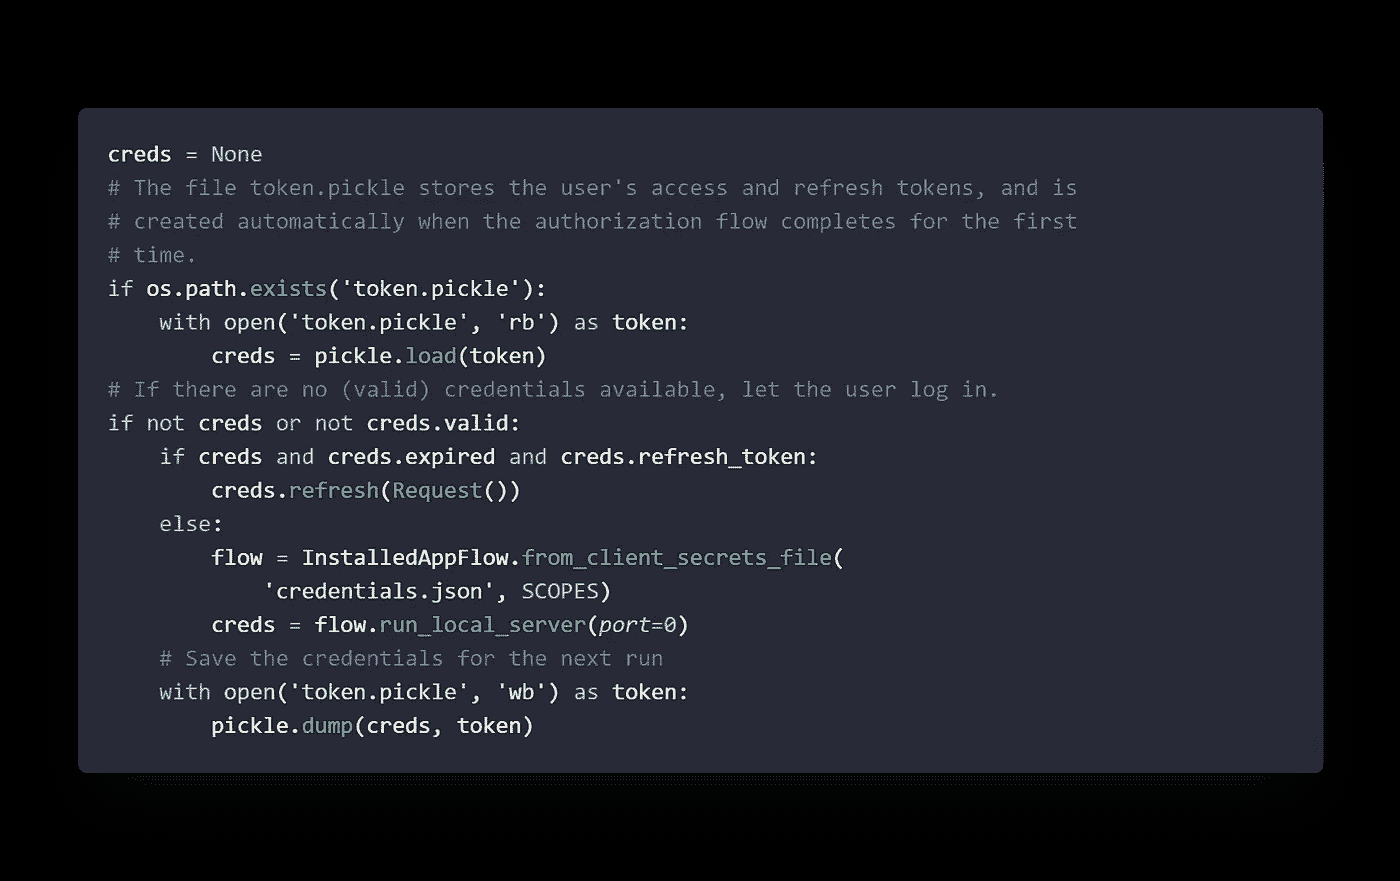 creds = None
# The file token.pickle stores the user's access and refresh tokens, and is
# created automatically when the authorization flow completes for the first
# time.
if os.path.exists('token.pickle'):
    with open('token.pickle', 'rb') as token:
        creds = pickle.load(token)
# If there are no (valid) credentials available, let the user log in.
if not creds or not creds.valid:
    if creds and creds.expired and creds.refresh_token:
        creds.refresh(Request())
    else:
        flow = InstalledAppFlow.from_client_secrets_file(
            'credentials.json', SCOPES)
        creds = flow.run_local_server(port=0)
    # Save the credentials for the next run
    with open('token.pickle', 'wb') as token:
        pickle.dump(creds, token)